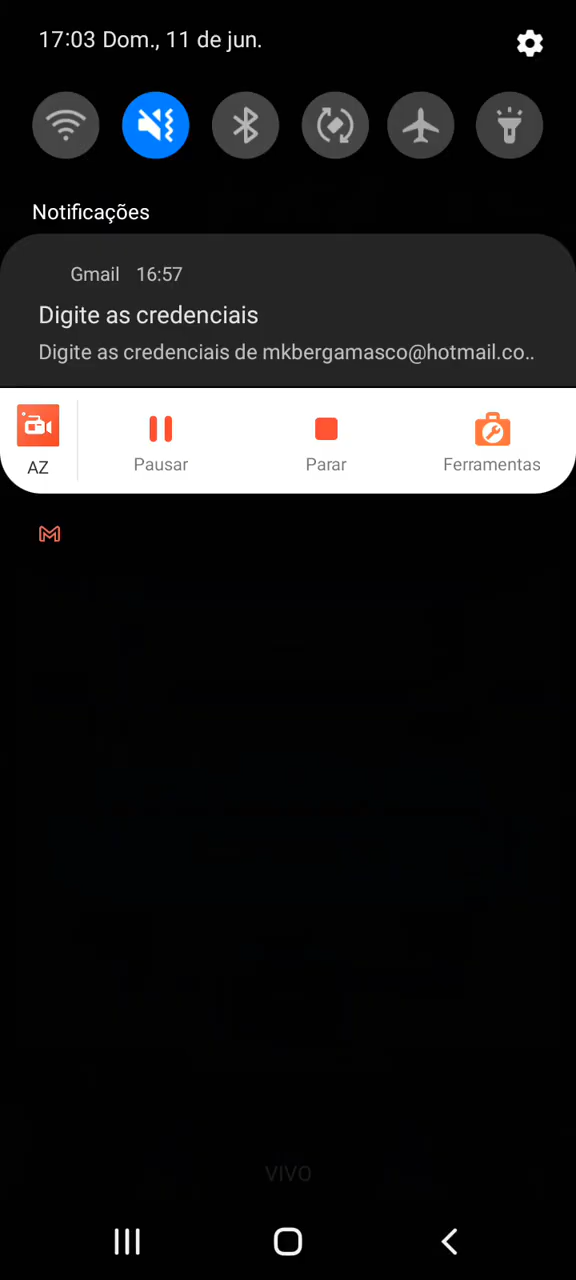 17:03 Dom., 11 de jun.
Notificações
Gmail 16:57
Digite as credenciais
Digite as credenciais de mkbergamasco@hotmail.co..
AZ
Pausar
Parar
Ferramentas
VIVO